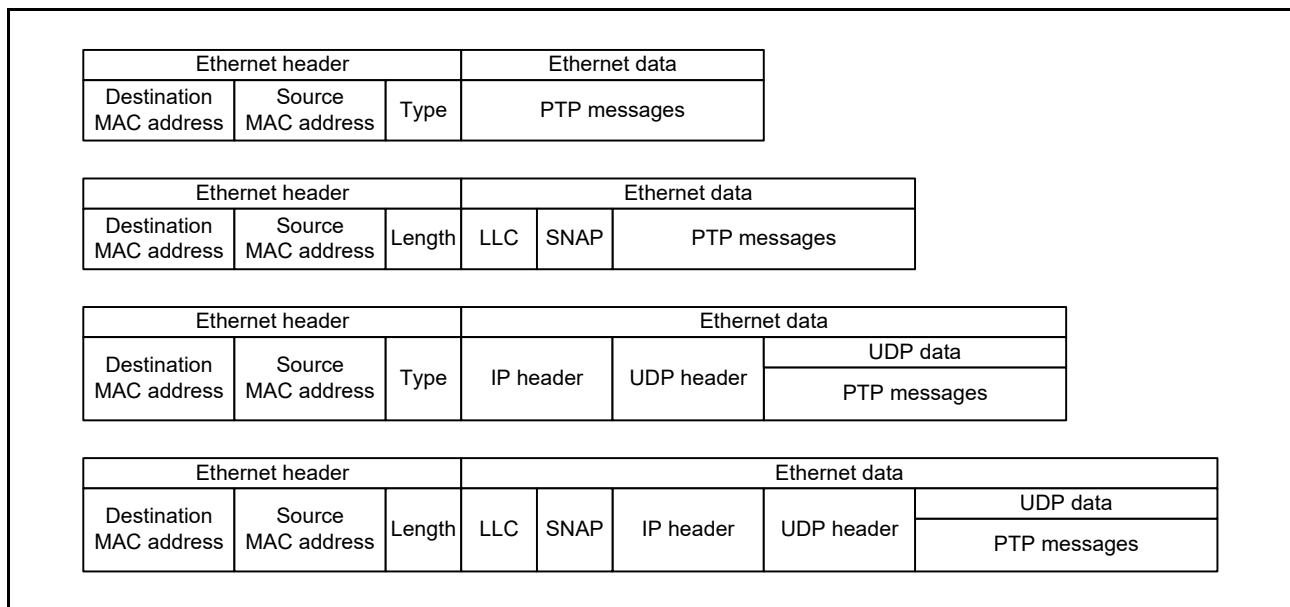 Ethernet header Ethernet data
Destination MAC address Source MAC address Type PTP messages
Ethernet header Ethernet data
Destination MAC address Source MAC address Length LLC SNAP PTP messages
Ethernet header Ethernet data
Destination MAC address Source MAC address Type IP header UDP header UDP data
PTP messages
Ethernet header Ethernet data
Destination MAC address Source MAC address Length LLC SNAP IP header UDP header UDP data
PTP messages